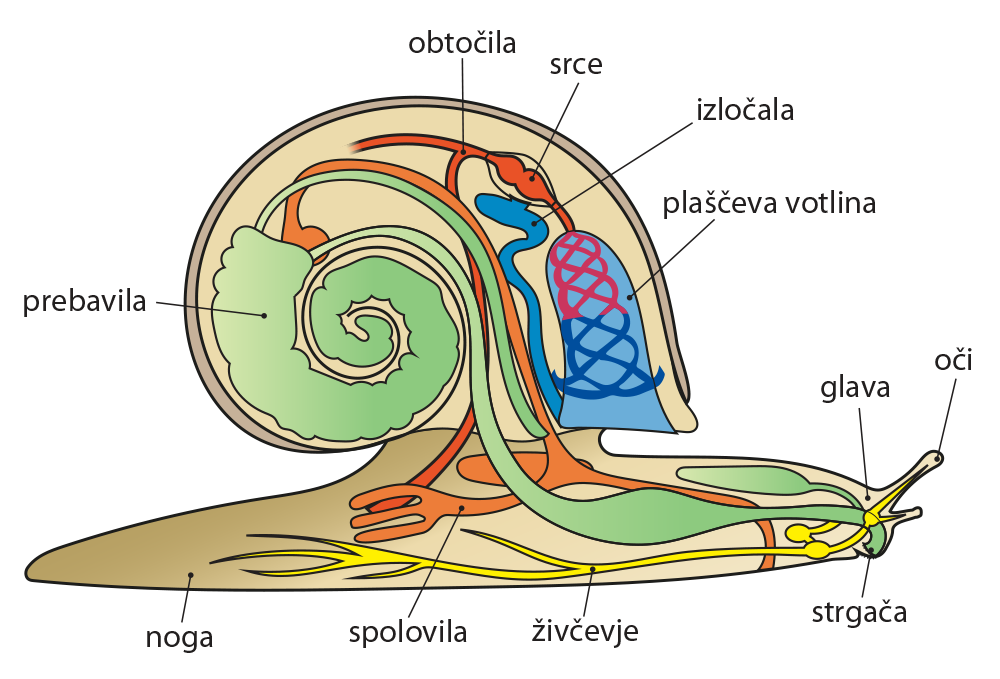 obtočila
srce
izločala
plaščeva votlina
prebavila
oči
glava
strgača
noga
spolovila
živčevje